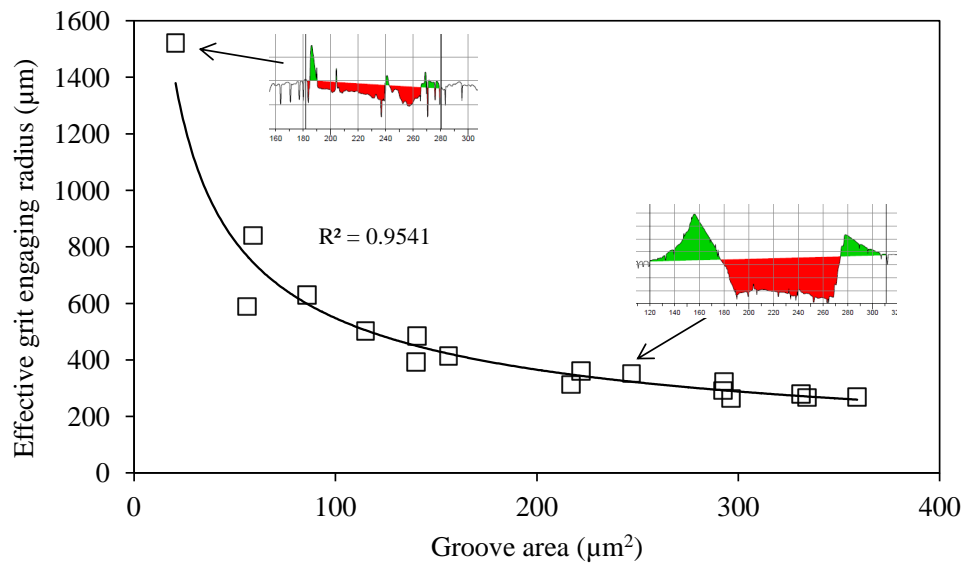 1600
1400
1200
1000
800
600
400
200
0
Effective grit engaging radius (µm)
160 180 200 220 240 260 280 300
R² = 0.9541
120 140 160 180 200 220 240 260 280 300 32
0 100 200 300 400
Groove area (µm²)